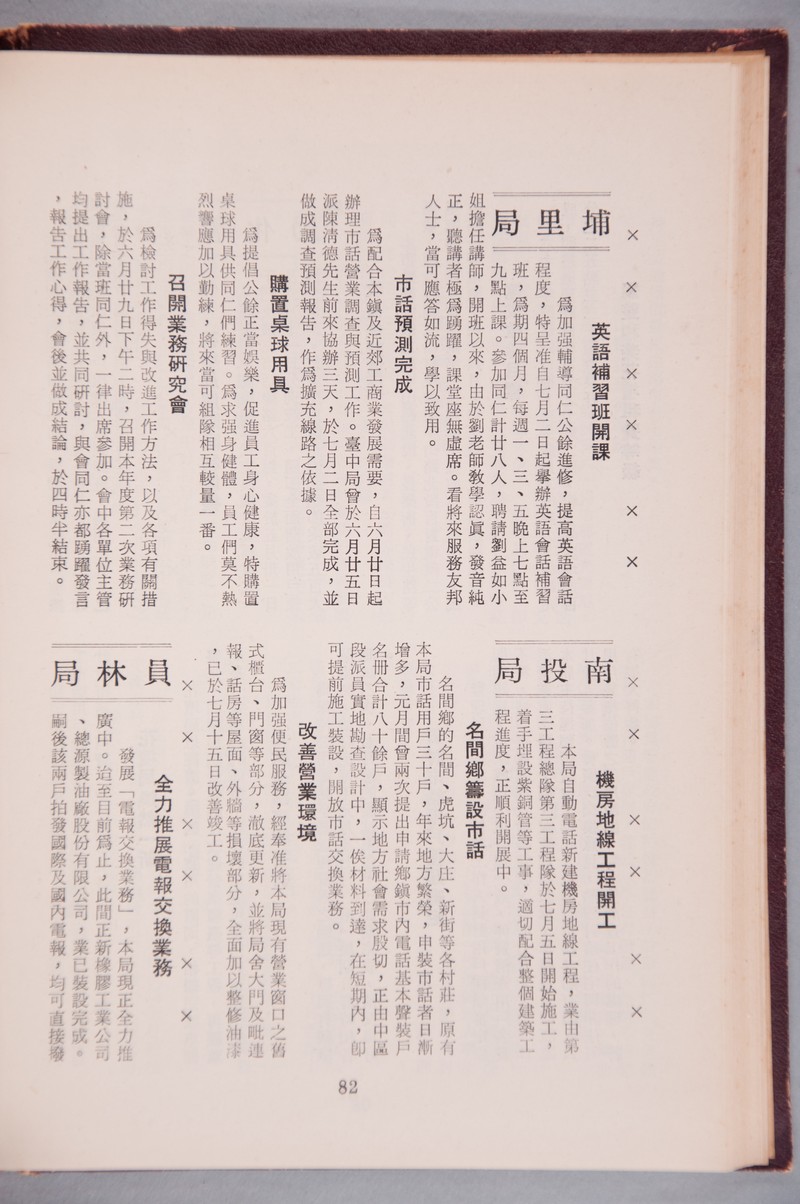 × × × × × ×
埔里局
英語補習班開課
爲加强輔導同仁公餘進修，提高英語會話
程度，特呈准自七月二日起擧辦英語會話補習
班，爲期四個月，每週一、三、五晚上七點至
九點上課。參加同仁計廿八人，聘請劉益如小
姐擔任講師，開班以來，由於劉老師敎學認眞，發音純
正，聽講者極爲踴躍，課堂座無虛席。看將來服務友邦
人士，當可應答如流，學以致用。
市話預測完成
爲配合本鎭及近郊工商業發展需要，自六月廿日起
辦理市話營業調查與預測工作。臺中局曾於六月廿五日
派陳淸德先生前來協辦三天，於七月二日全部完成，並
做成調查預測報告，作爲擴充線路之依據。
購置桌球用具
爲提倡公餘正當娛樂，促進員工身心健康，特購置
桌球用具供同仁們練習。爲求强身健體，員工們莫不熱
烈響應加以勤練，將來當可組隊相互較量一番。
召開業務研究會
爲檢討工作得失與改進工作方法，以及各項有關措
施，於六月廿九日下午二時，召開本年度第二次業務研
討會，除當班同仁外，一律出席參加。會中各單位主管
均提出工作報告，並共同研討，與會同仁亦都踴躍發言
，報告工作心得，會後並做成結論，於四時半結束。
× × × × × ×
南投局
機房地線工程開工
本局自動電話新建機房地線工程，業由第
三工程總隊第三工程隊於七月五日開始施工，
着手埋設紫銅管等工事，適切配合整個建築工
程進度，正順利開展中。
名間鄉籌設市話
名間鄉的名間、虎坑、大庄、新街等各村莊，原有
本局市話用戶三十戶，年來地方繁榮，申裝市話者日漸
增多，元月間曾兩次提出申請鄉鎭市內電話基本聲裝戶
名冊合計八十餘戶，顯示地方社會需求殷切，正由中區
段派員實地勘查設計中，一俟材料到達，在短期內，卽
可提前施工裝設，開放市話交換業務。
改善營業環境
爲加强便民服務，經奉准將本局現有營業窗口之舊
式櫃台、門窗等部分，澈底更新，並將局舍大門及毗連
報、話房等屋面、外牆等損壞部分，全面加以整修油漆
，已於七月十五日改善竣工。
× × × × × ×
員林局
全力推展電報交換業務
發展「電報交換業務」，本局現正全力推
廣中。迨至目前爲止，此間正新橡膠工業公司
、總源製油廠股份有限公司，業已裝設完成。
嗣後該兩戶拍發國際及國內電報，均可直接發
82